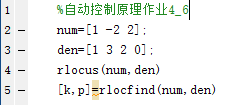 1 %自动控制原理作业4_6
2 — num=[1 -2 2];
3 — den=[1 3 2 0];
4 — rlocus(num,den)
5 — [k,p]=rlocfind(num,den)